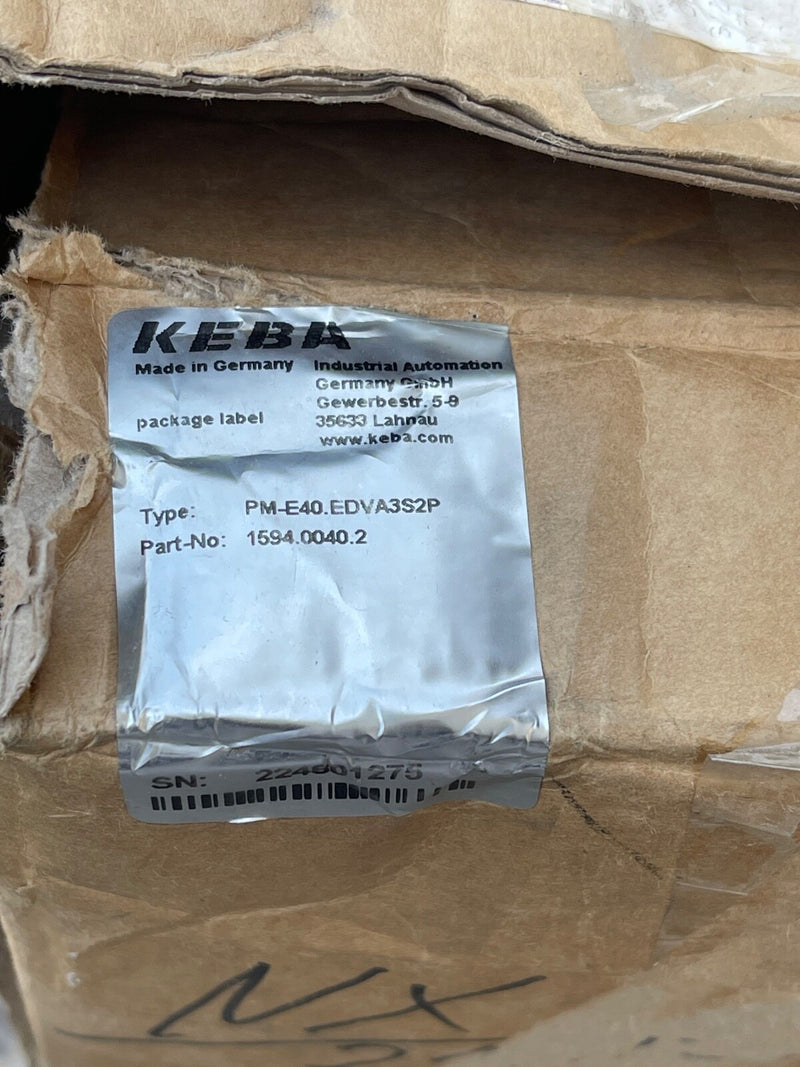 KEBA
Made in Germany Industrial Automation
Germany GmbH
Gewerbestr. 5-9
package label 35633 Lahnau
www.keba.com
Type: PM-E40.EDVA3S2P
Part-No: 1594.0040.2
SN: 224801275
NX